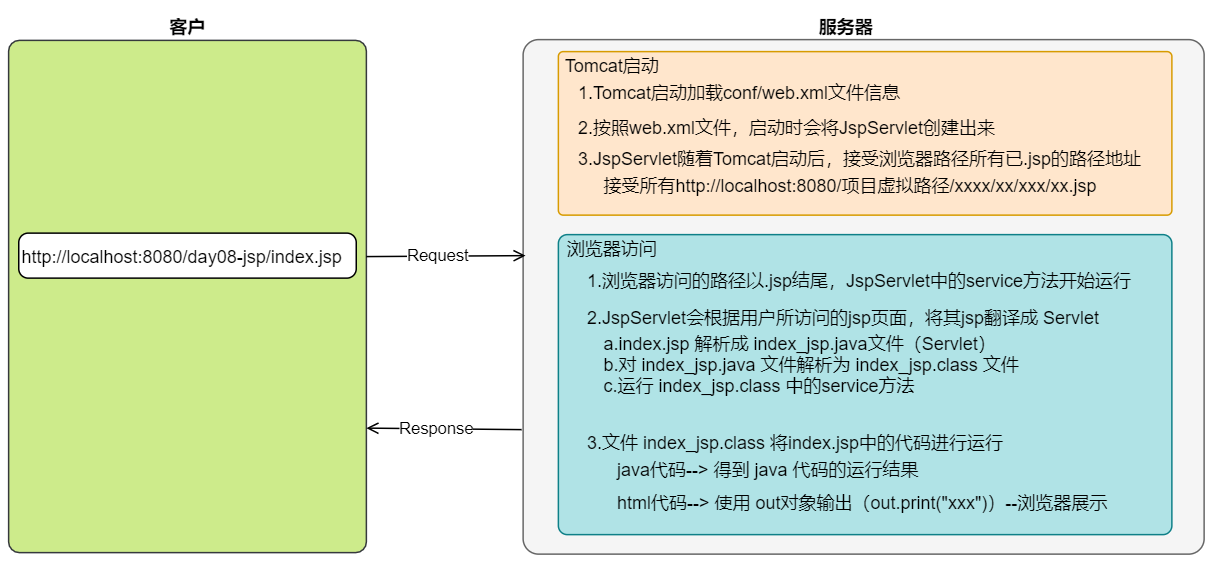 客户
服务器
http://localhost:8080/day08-jsp/index.jsp
Request
Response
Tomcat启动
1.Tomcat启动加载conf/web.xml文件信息
2.按照web.xml文件，启动时会将JspServlet创建出来
3.JspServlet随着Tomcat启动后，接受浏览器路径所有已.jsp的路径地址
接受所有http://localhost:8080/项目虚拟路径/xxxx/xx/xxx/xx.jsp
浏览器访问
1.浏览器访问的路径以.jsp结尾，JspServlet中的service方法开始运行
2.JspServlet会根据用户所访问的jsp页面，将其jsp翻译成 Servlet
a.index.jsp 解析成 index_jsp.java文件（Servlet）
b.对 index_jsp.java 文件解析为 index_jsp.class 文件
c.运行 index_jsp.class 中的service方法
3.文件 index_jsp.class 将index.jsp中的代码进行运行
java代码--> 得到 java 代码的运行结果
html代码--> 使用 out对象输出（out.print("xxx")）--浏览器展示